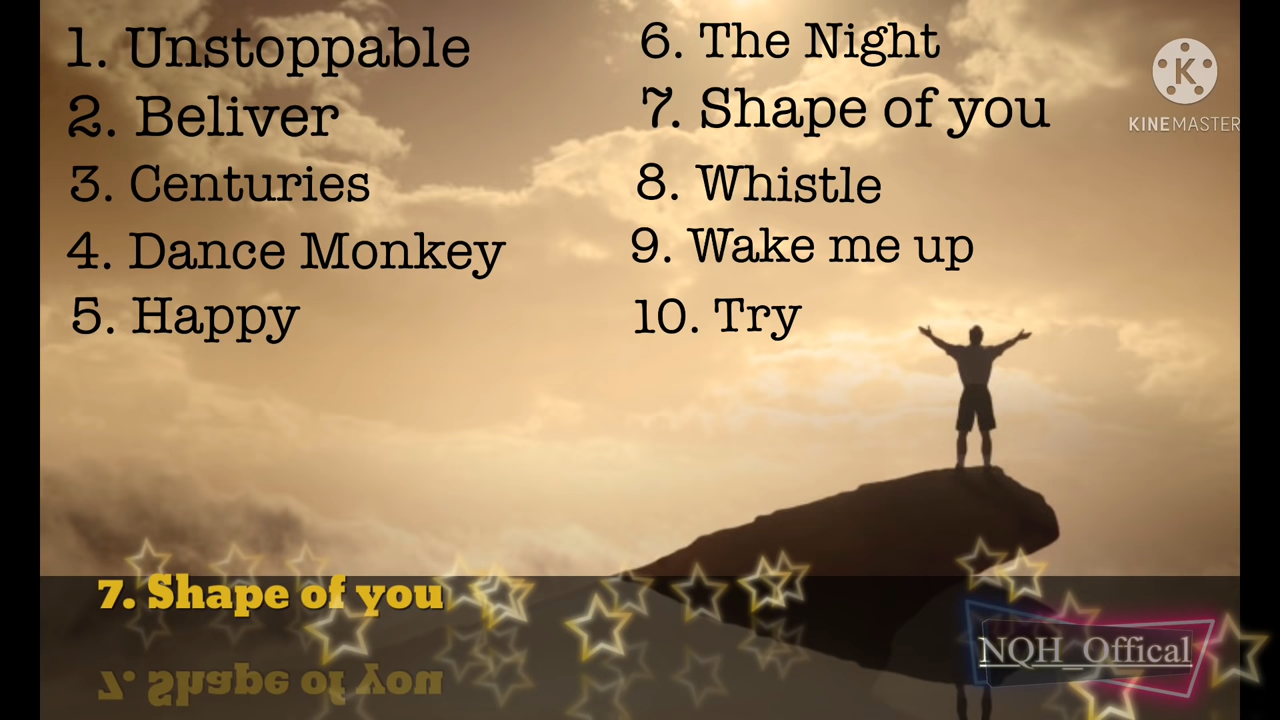 1. Unstoppable
2. Beliver
3. Centuries
4. Dance Monkey
5. Happy
6. The Night
7. Shape of you
8. Whistle
9. Wake me up
10. Try
K
KINEMASTER
7. Shape of you
7. Shape of you
NQH_Offical